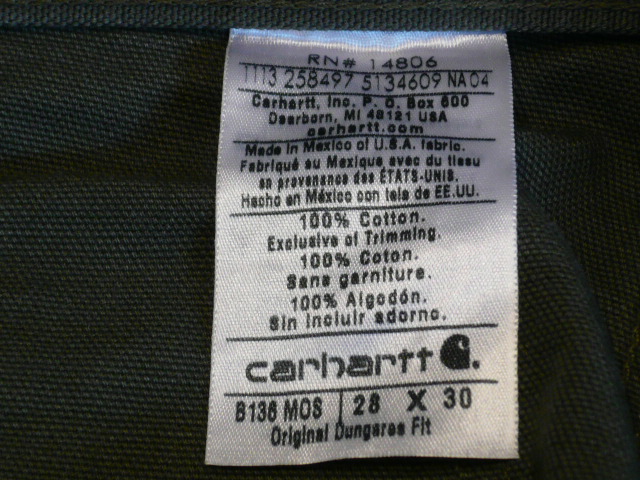 RN# 14806
1113 258497 5134609 NA04
Carhartt, Inc. P. O. Box 600
Dearborn, MI 48121 USA
carhartt.com
Made in Mexico of U.S.A. fabric.
Fabriqué au Mexique avec du tissu
en provenance des ÉTATS-UNIS.
Hecho en México con tela de EE.UU.
100% Cotton.
Exclusive of Trimming.
100% Coton.
Sans garniture.
100% Algodón.
Sin incluir adorno.
carhartt
B136 MOS 28 X 30
Original Dungaree Fit